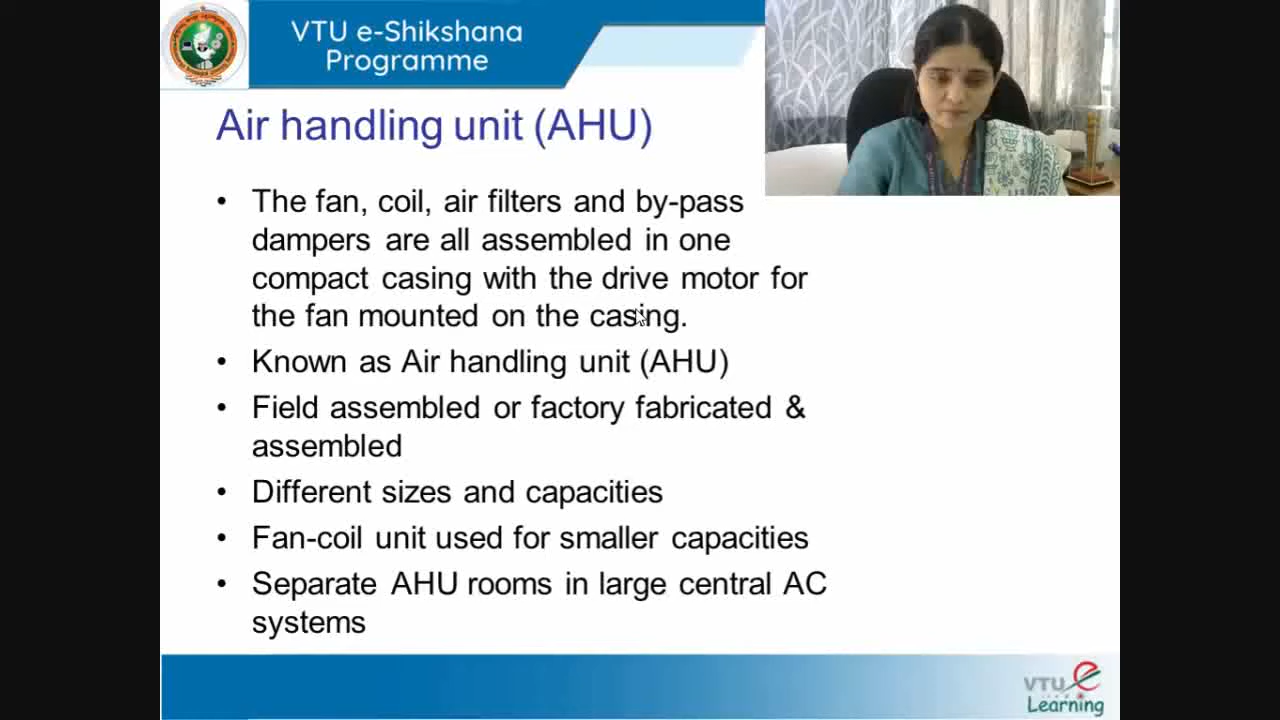 VTU e-Shikshana
Programme
Air handling unit (AHU)
• The fan, coil, air filters and by-pass
dampers are all assembled in one
compact casing with the drive motor for
the fan mounted on the casing.
• Known as Air handling unit (AHU)
• Field assembled or factory fabricated &
assembled
• Different sizes and capacities
• Fan-coil unit used for smaller capacities
• Separate AHU rooms in large central AC
systems
VTU e
Learning